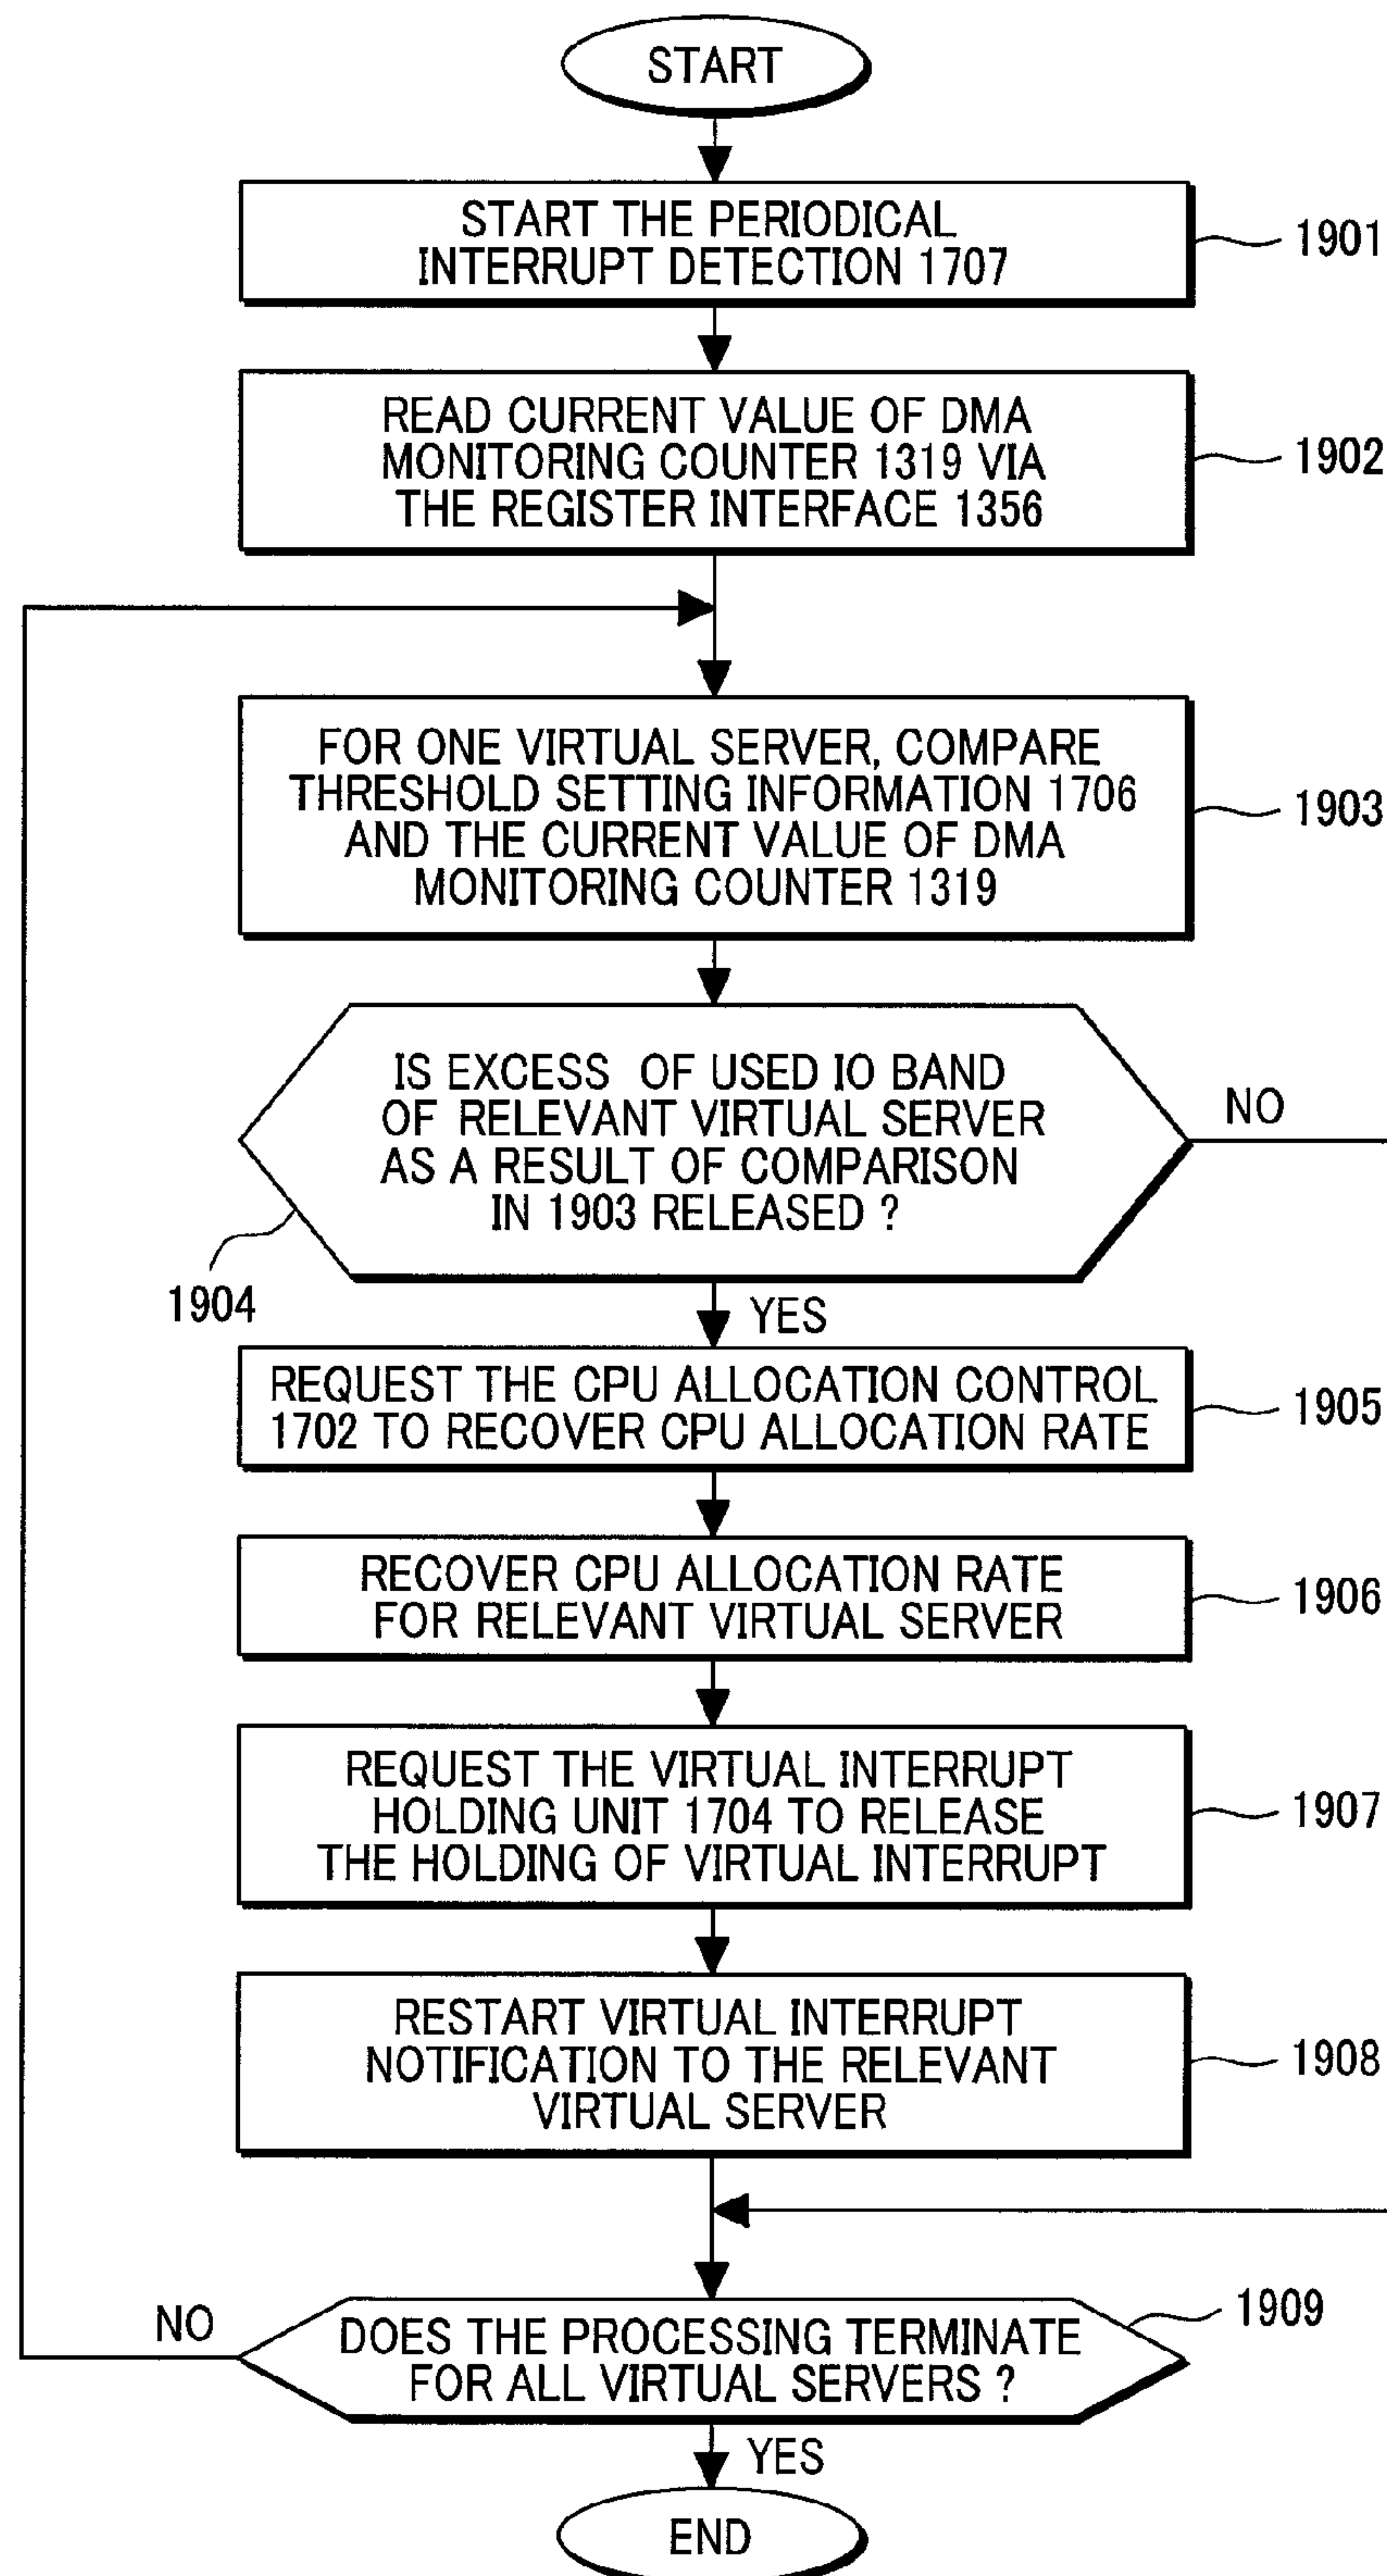 START
START THE PERIODICAL
INTERRUPT DETECTION 1707
1901
READ CURRENT VALUE OF DMA
MONITORING COUNTER 1319 VIA
THE REGISTER INTERFACE 1356
1902
FOR ONE VIRTUAL SERVER, COMPARE
THRESHOLD SETTING INFORMATION 1706
AND THE CURRENT VALUE OF DMA
MONITORING COUNTER 1319
1903
IS EXCESS OF USED IO BAND
OF RELEVANT VIRTUAL SERVER
AS A RESULT OF COMPARISON
IN 1903 RELEASED ?
NO
1904
YES
REQUEST THE CPU ALLOCATION CONTROL
1702 TO RECOVER CPU ALLOCATION RATE
1905
RECOVER CPU ALLOCATION RATE
FOR RELEVANT VIRTUAL SERVER
1906
REQUEST THE VIRTUAL INTERRUPT
HOLDING UNIT 1704 TO RELEASE
THE HOLDING OF VIRTUAL INTERRUPT
1907
RESTART VIRTUAL INTERRUPT
NOTIFICATION TO THE RELEVANT
VIRTUAL SERVER
1908
NO
DOES THE PROCESSING TERMINATE
FOR ALL VIRTUAL SERVERS ?
1909
YES
END